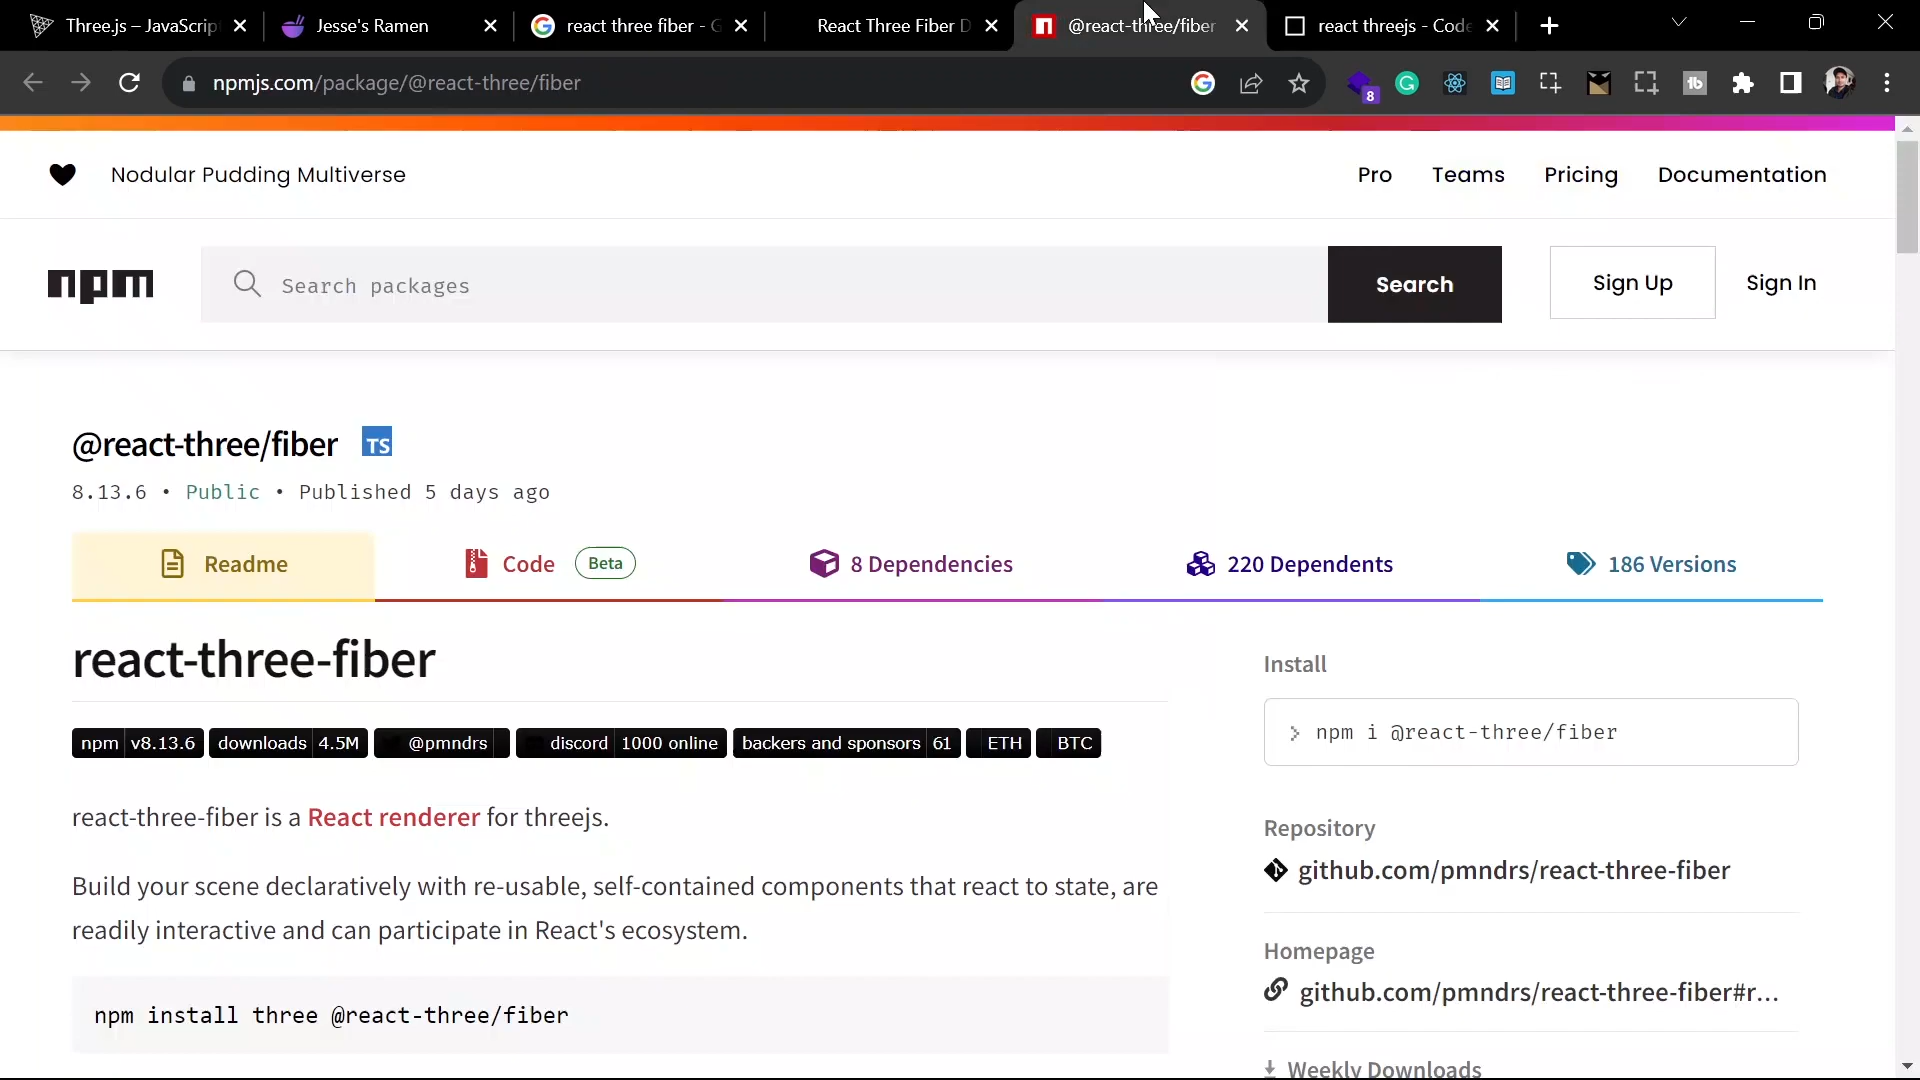 Three.js – JavaScrip
Jesse's Ramen
react three fiber - G
React Three Fiber D
@react-three/fiber
react threejs - Code
npmjs.com/package/@react-three/fiber
8
Nodular Pudding Multiverse
Pro
Teams
Pricing
Documentation
npm
Search packages
Search
Sign Up
Sign In
@react-three/fiber TS
8.13.6 • Public • Published 5 days ago
Readme
Code Beta
8 Dependencies
220 Dependents
186 Versions
react-three-fiber
npm v8.13.6 downloads 4.5M @pmndrs discord 1000 online backers and sponsors 61 ETH BTC
react-three-fiber is a React renderer for threejs.
Build your scene declaratively with re-usable, self-contained components that react to state, are
readily interactive and can participate in React's ecosystem.
npm install three @react-three/fiber
Install
> npm i @react-three/fiber
Repository
github.com/pmndrs/react-three-fiber
Homepage
github.com/pmndrs/react-three-fiber#r...
Weekly Downloads